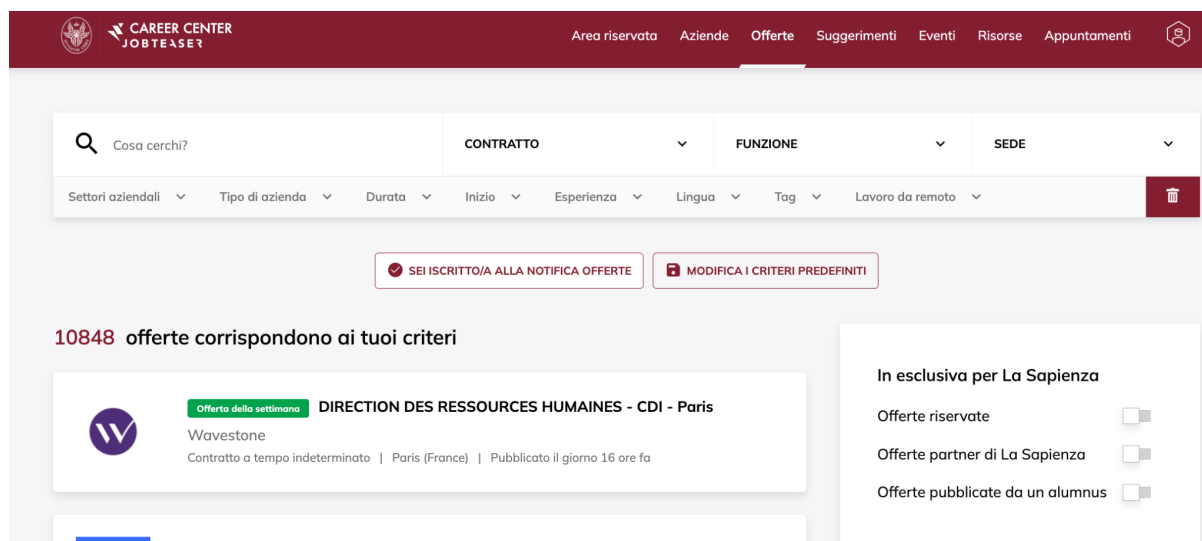 CAREER CENTER
JOBTEASER
Area riservata Aziende Offerte Suggerimenti Eventi Risorse Appuntamenti
Cosa cerchi? CONTRATTO FUNZIONE SEDE
Settori aziendali Tipo di azienda Durata Inizio Esperienza Lingua Tag Lavoro da remoto
SEI ISCRITTO/A ALLA NOTIFICA OFFERTE MODIFICA I CRITERI PREDEFINITI
10848 offerte corrispondono ai tuoi criteri
Offerta della settimana DIRECTION DES RESSOURCES HUMAINES - CDI - Paris
Wavestone
Contratto a tempo indeterminato | Paris (France) | Pubblicato il giorno 16 ore fa
In esclusiva per La Sapienza
Offerte riservate
Offerte partner di La Sapienza
Offerte pubblicate da un alumnus